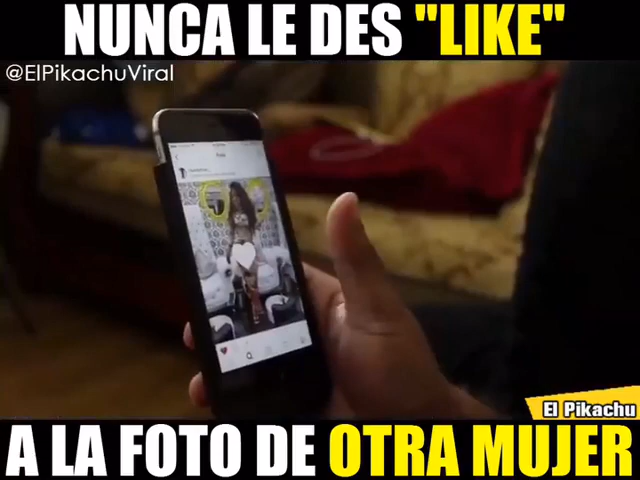 NUNCA LE DES "LIKE"
@ElPikachuViral
El Pikachu
A LA FOTO DE OTRA MUJER